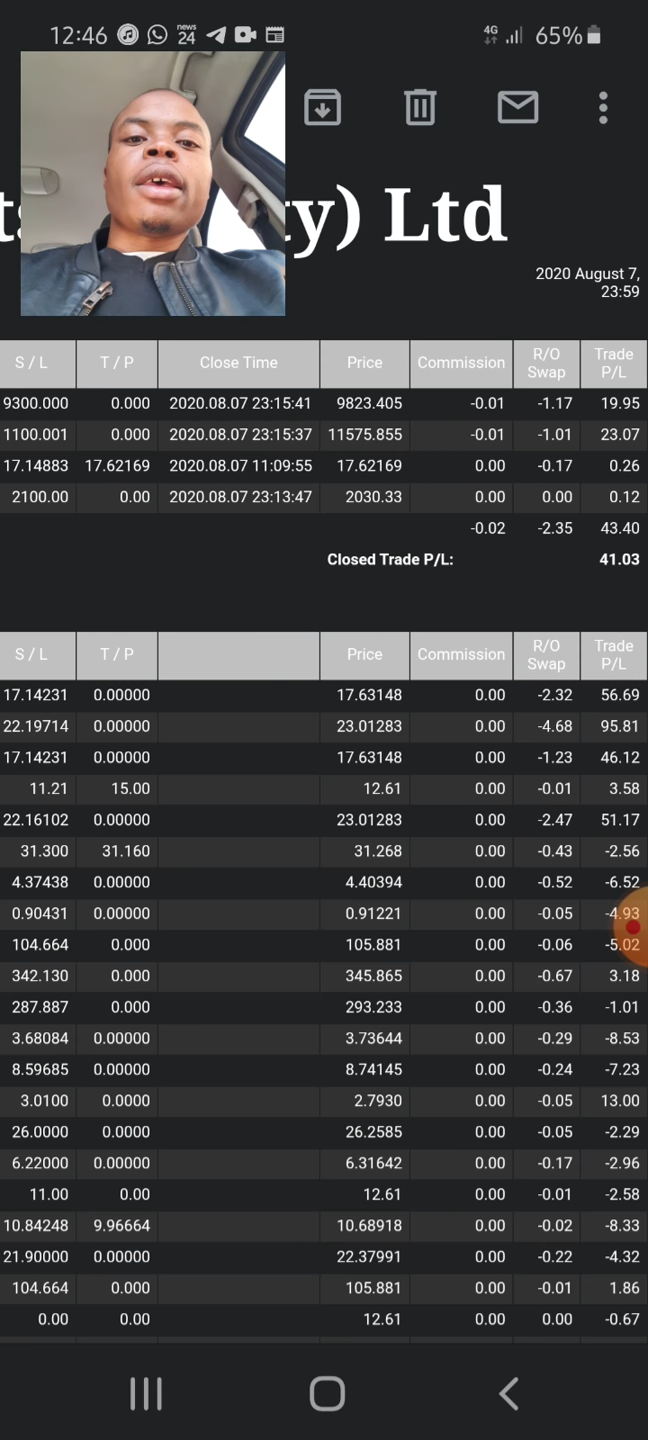 12:46 news 24 4G 65%
ty) Ltd
2020 August 7,
23:59
S / L T / P Close Time Price Commission R/O Swap Trade P/L
9300.000 0.000 2020.08.07 23:15:41 9823.405 -0.01 -1.17 19.95
1100.001 0.000 2020.08.07 23:15:37 11575.855 -0.01 -1.01 23.07
17.14883 17.62169 2020.08.07 11:09:55 17.62169 0.00 -0.17 0.26
2100.00 0.00 2020.08.07 23:13:47 2030.33 0.00 0.00 0.12
-0.02 -2.35 43.40
Closed Trade P/L: 41.03
S / L T / P Price Commission R/O Swap Trade P/L
17.14231 0.00000 17.63148 0.00 -2.32 56.69
22.19714 0.00000 23.01283 0.00 -4.68 95.81
17.14231 0.00000 17.63148 0.00 -1.23 46.12
11.21 15.00 12.61 0.00 -0.01 3.58
22.16102 0.00000 23.01283 0.00 -2.47 51.17
31.300 31.160 31.268 0.00 -0.43 -2.56
4.37438 0.00000 4.40394 0.00 -0.52 -6.52
0.90431 0.00000 0.91221 0.00 -0.05 -4.93
104.664 0.000 105.881 0.00 -0.06 -5.02
342.130 0.000 345.865 0.00 -0.67 3.18
287.887 0.000 293.233 0.00 -0.36 -1.01
3.68084 0.00000 3.73644 0.00 -0.29 -8.53
8.59685 0.00000 8.74145 0.00 -0.24 -7.23
3.0100 0.0000 2.7930 0.00 -0.05 13.00
26.0000 0.0000 26.2585 0.00 -0.05 -2.29
6.22000 0.00000 6.31642 0.00 -0.17 -2.96
11.00 0.00 12.61 0.00 -0.01 -2.58
10.84248 9.96664 10.68918 0.00 -0.02 -8.33
21.90000 0.00000 22.37991 0.00 -0.22 -4.32
104.664 0.000 105.881 0.00 -0.01 1.86
0.00 0.00 12.61 0.00 0.00 -0.67